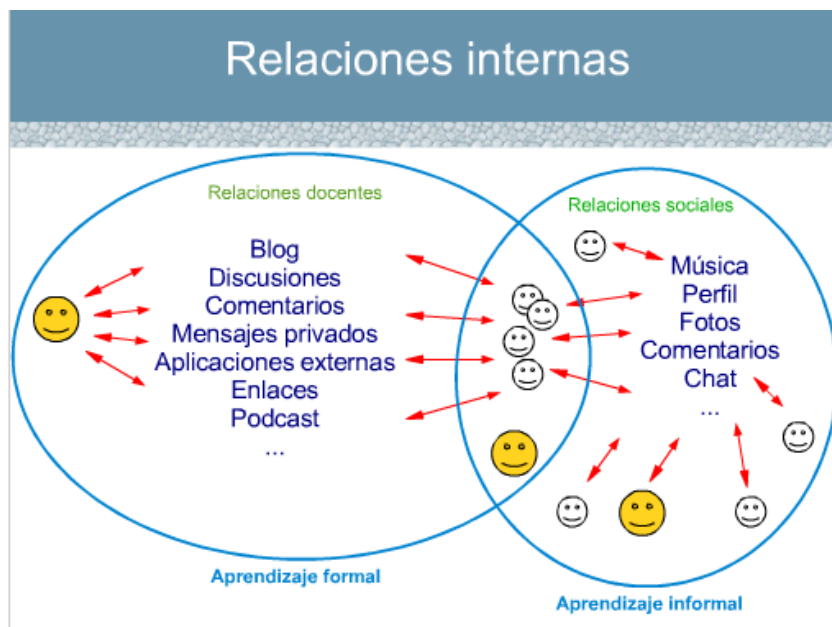 Relaciones internas
Relaciones docentes
Blog
Discusiones
Comentarios
Mensajes privados
Aplicaciones externas
Enlaces
Podcast
...
Aprendizaje formal
Relaciones sociales
Música
Perfil
Fotos
Comentarios
Chat
...
Aprendizaje informal